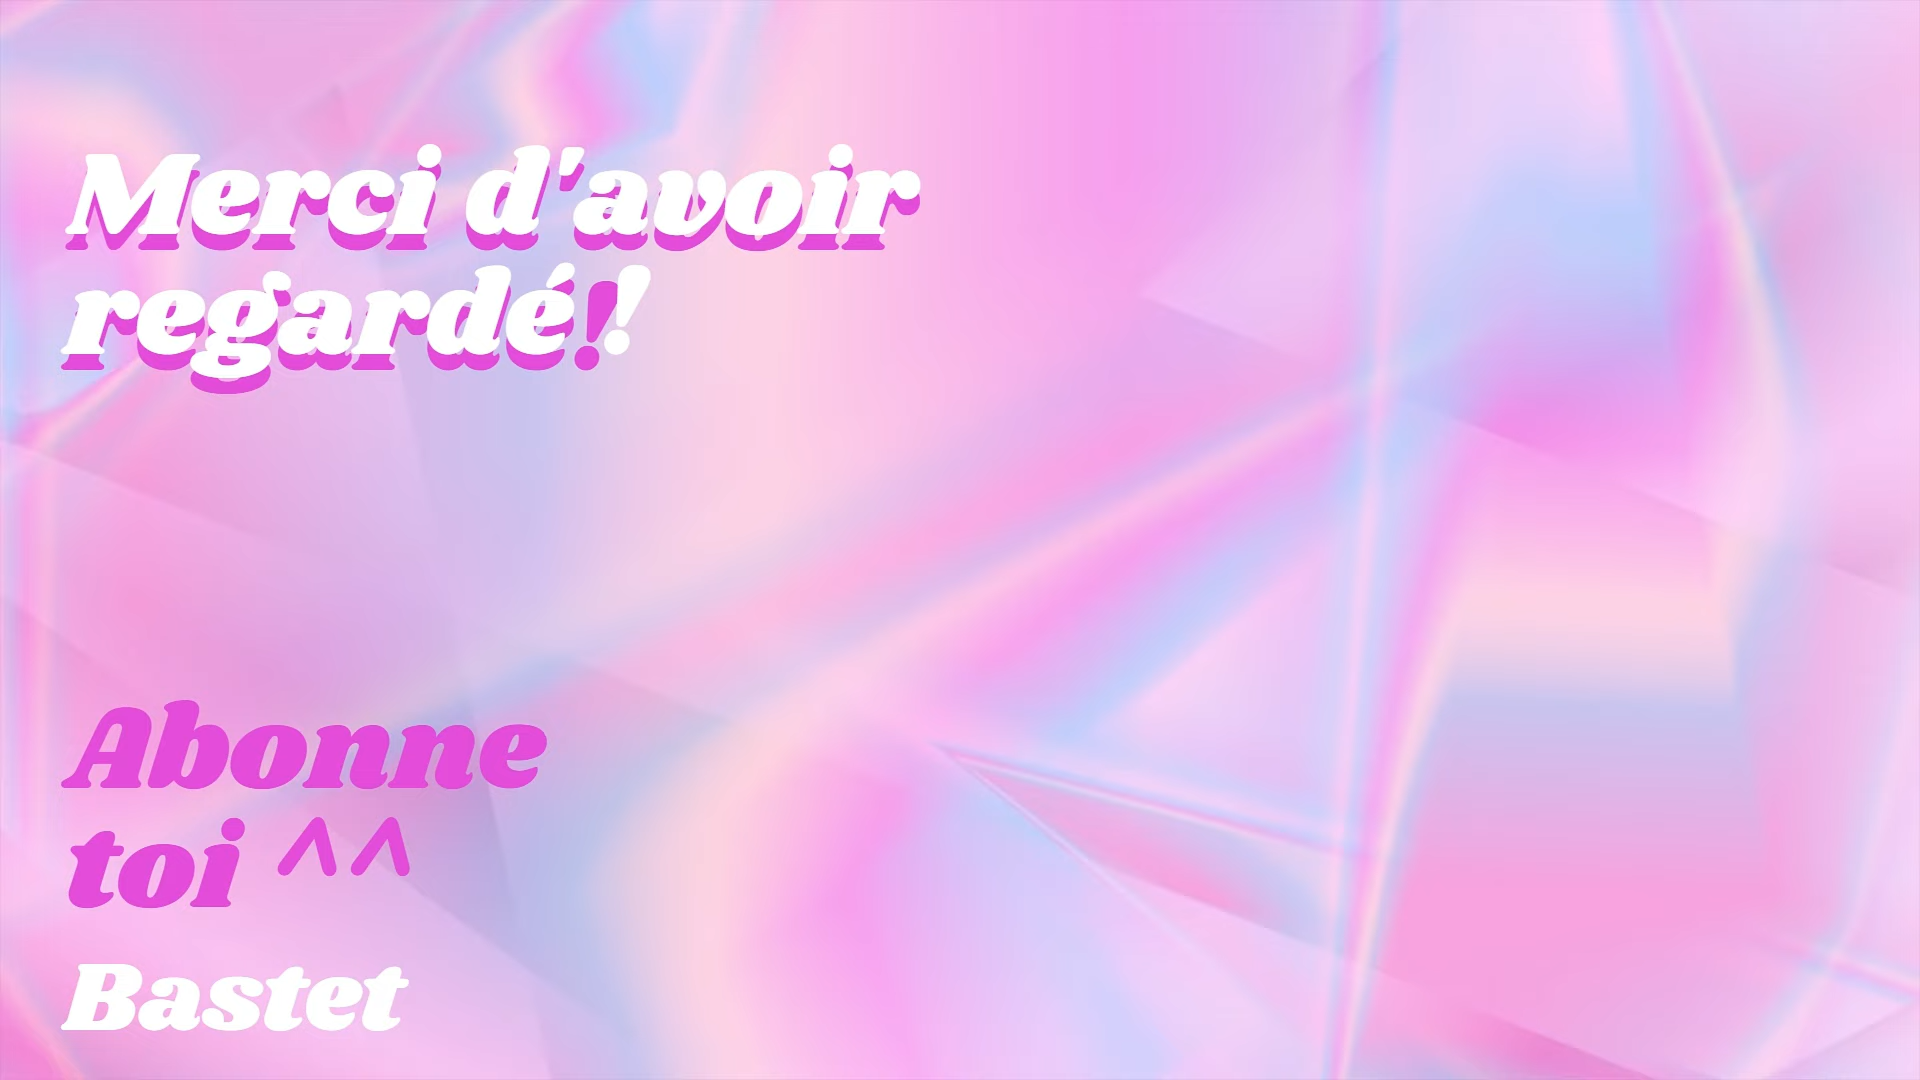 Merci d'avoir
regardé!
Abonne
toi ^^
Bastet